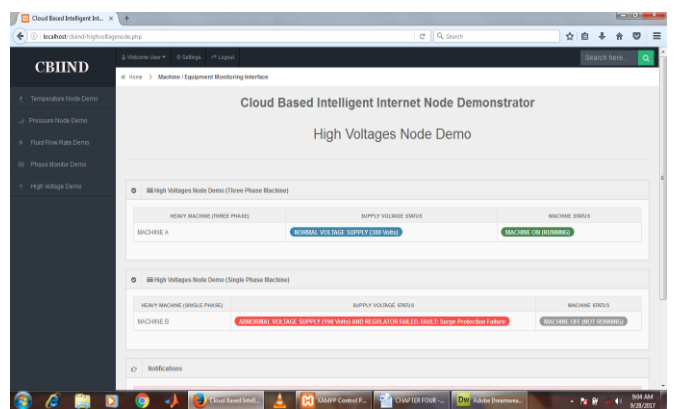 Cloud Based Intelligent Int... ×
localhost/cbiind/highvoltagenode.php
Search
CBIIND
Welcome User Settings Logout
Search here...
Home > Machine / Equipment Monitoring Interface
Temperature Node Demo
Pressure Node Demo
Fluid Flow Rate Demo
Phase Monitor Demo
High Voltage Demo
Cloud Based Intelligent Internet Node Demonstrator
High Voltages Node Demo
High Voltages Node Demo (Three Phase Machine)
HEAVY MACHINE (THREE PHASE) SUPPLY VOLTAGE STATUS MACHINE STATUS
MACHINE A NORMAL VOLTAGE SUPPLY (380 Volts) MACHINE ON (RUNNING)
High Voltages Node Demo (Single Phase Machine)
HEAVY MACHINE (SINGLE PHASE) SUPPLY VOLTAGE STATUS MACHINE STATUS
MACHINE B ABNORMAL VOLTAGE SUPPLY (190 Volts) AND REGULATOR FAILED. FAULT: Surge Protection Failure MACHINE OFF (NOT RUNNING)
Notifications
Cloud Based Intell... XAMPP Control P... CHAPTER FOUR -... Adobe Dreamwea...
9:04 AM
9/28/2017